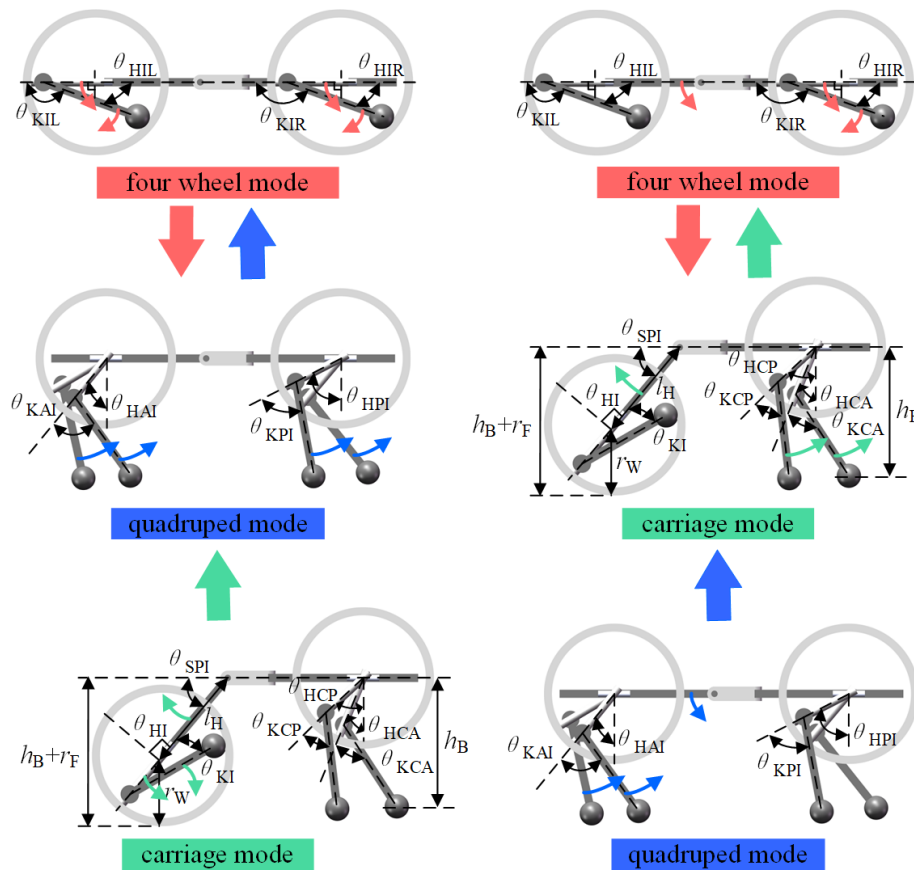 θHIL
θHIR
θKIL
θKIR
four wheel mode
θHIL
θHIR
θKIL
θKIR
four wheel mode
θKAI
θHAI
θKPI
θHPI
quadruped mode
θSPI
lH
θHI
θKI
rW
hB+rF
θHCP
θKCP
θHCA
θKCA
carriage mode
θSPI
lH
θHI
θKI
rW
hB+rF
θHCP
θKCP
θHCA
θKCA
hB
carriage mode
θKAI
θHAI
θKPI
θHPI
quadruped mode